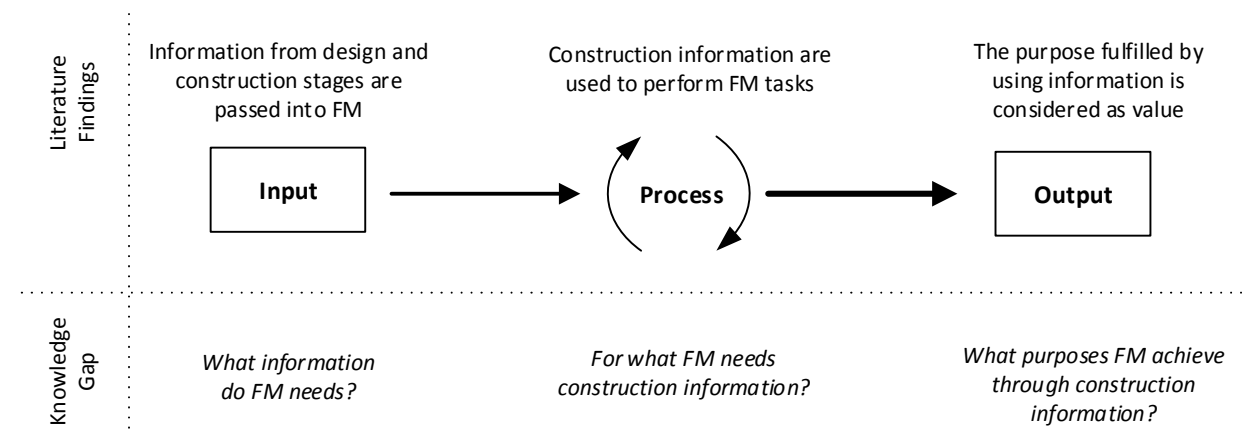 Literature
Findings
Information from design and
construction stages are
passed into FM
Construction information are
used to perform FM tasks
The purpose fulfilled by
using information is
considered as value
Input
Process
Output
Knowledge
Gap
What information
do FM needs?
For what FM needs
construction information?
What purposes FM achieve
through construction
information?